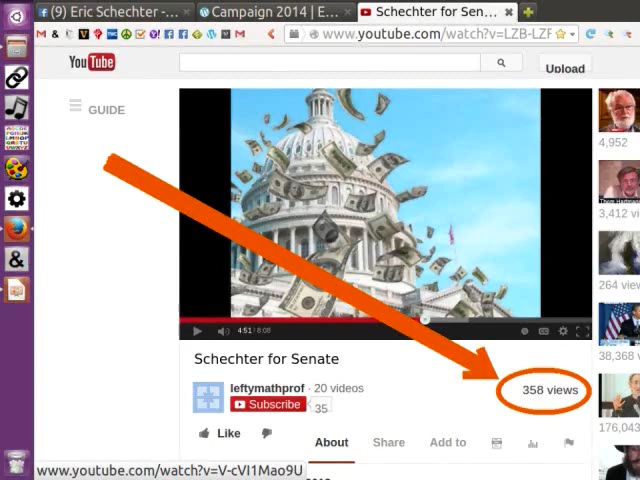 (9) Eric Schechter -... Campaign 2014 | E... Schechter for Sen...
www.youtube.com/watch?v=LZB-LZF
YouTube
Upload
GUIDE
4,952
3,412 vi
264 view
38,368 v
176,043
4:51 / 8:08
Schechter for Senate
leftymathprof · 20 videos
Subscribe 35
358 views
Like
About Share Add to
www.youtube.com/watch?v=V-cVI1Mao9U